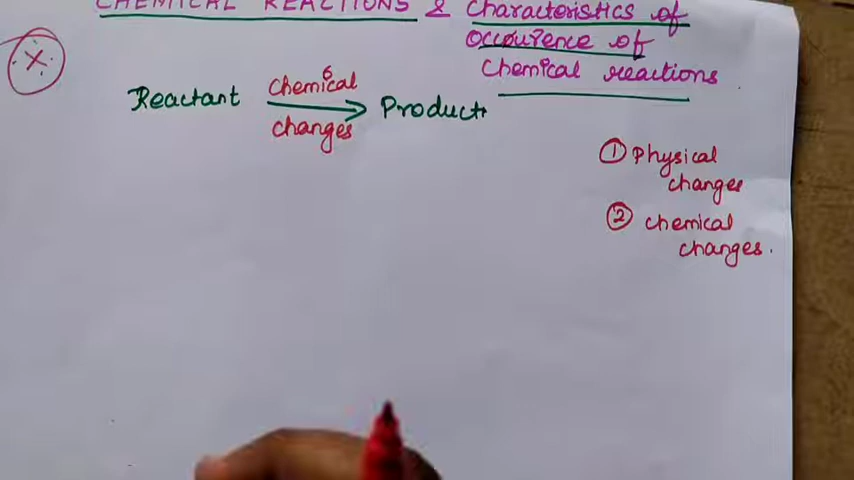 CHEMICAL REACTIONS & Characteristics of
occurence of
chemical reactions
Reactant chemical changes Product
① Physical
changes
② chemical
changes.